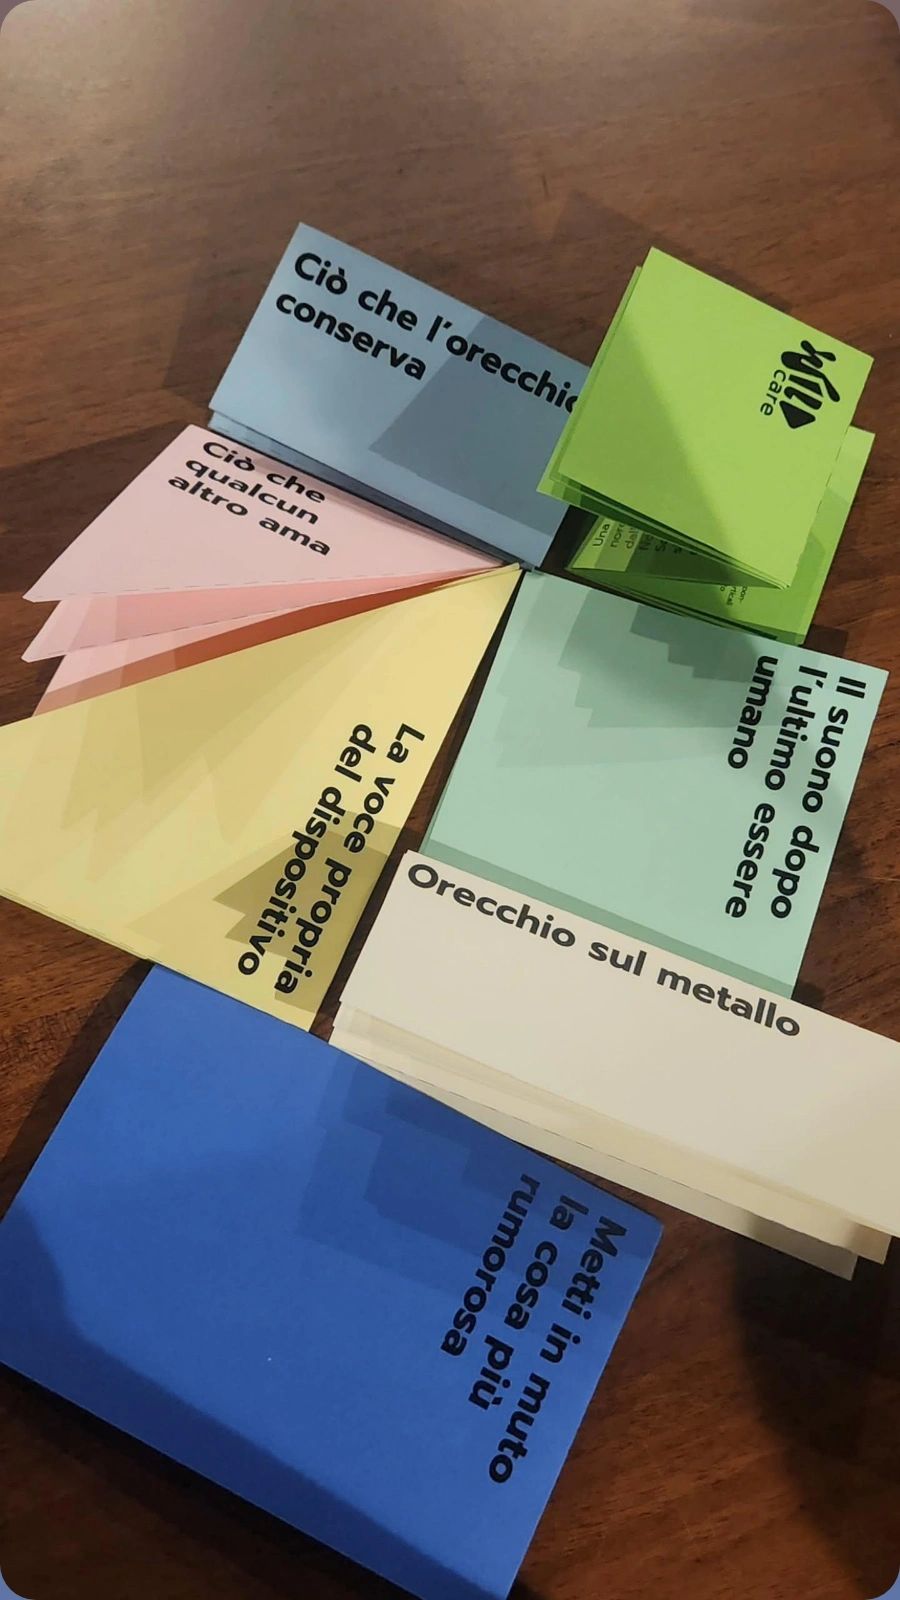 Ciò che l'orecchio
conserva
care
Una
Ciò che
qualcun
altro ama
Il suono dopo
l'ultimo essere
umano
La voce propria
del dispositivo
Orecchio sul metallo
Metti in muto
la cosa più
rumorosa